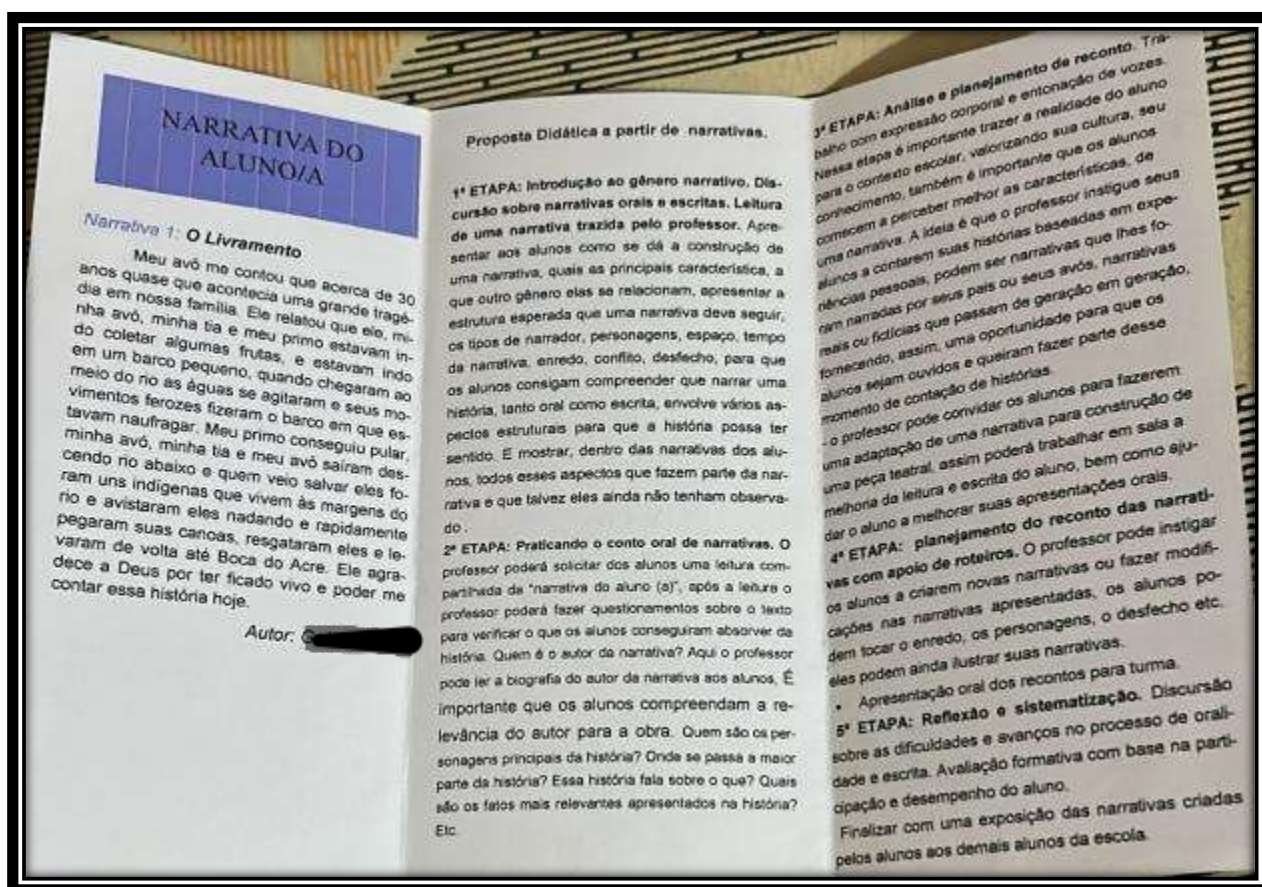 NARRATIVA DO
ALUNO/A
Narrativa 1: O Livramento
Meu avô me contou que acerca de 30
anos quase que acontecia uma grande tragé-
dia em nossa família. Ele relatou que ele, mi-
nha avó, minha tia e meu primo estavam in-
do coletar algumas frutas, e estavam indo
em um barco pequeno, quando chegaram ao
meio do rio as águas se agitaram e seus mo-
vimentos ferozes fizeram o barco em que es-
tavam naufragar. Meu primo conseguiu pular,
minha avó, minha tia e meu avô saíram des-
cendo rio abaixo e quem veio salvar eles fo-
ram uns indígenas que vivem às margens do
rio e avistaram eles nadando e rapidamente
pegaram suas canoas, resgataram eles e le-
varam de volta até Boca do Acre. Ele agra-
dece a Deus por ter ficado vivo e poder me
contar essa história hoje.
Autor:
Proposta Didática a partir de narrativas.
1ª ETAPA: Introdução ao gênero narrativo. Dis-
cursão sobre narrativas orais e escritas. Leitura
de uma narrativa trazida pelo professor. Apre-
sentar aos alunos como se dá a construção de
uma narrativa, quais as principais característica, a
que outro gênero elas se relacionam, apresentar a
estrutura esperada que uma narrativa deve seguir,
os tipos de narrador, personagens, espaço, tempo
da narrativa, enredo, conflito, desfecho, para que
os alunos consigam compreender que narrar uma
história, tanto oral como escrita, envolve vários as-
pectos estruturais para que a história possa ter
sentido. E mostrar, dentro das narrativas dos alu-
nos, todos esses aspectos que fazem parte da nar-
rativa e que talvez eles ainda não tenham observa-
do .
2ª ETAPA: Praticando o conto oral de narrativas. O
professor poderá solicitar dos alunos uma leitura com-
partilhada da "narrativa do aluno (a)", após a leitura o
professor poderá fazer questionamentos sobre o texto
para verificar o que os alunos conseguiram absorver da
história. Quem é o autor da narrativa? Aqui o professor
pode ler a biografia do autor da narrativa aos alunos, É
importante que os alunos compreendam a re-
levância do autor para a obra. Quem são os per-
sonagens principais da história? Onde se passa a maior
parte da história? Essa história fala sobre o que? Quais
são os fatos mais relevantes apresentados na história?
Etc.
3ª ETAPA: Análise e planejamento de reconto. Tra-
balho com expressão corporal e entonação de vozes.
Nessa etapa é importante trazer a realidade do aluno
para o contexto escolar, valorizando sua cultura, seu
conhecimento, também é importante que os alunos
comecem a perceber melhor as características, de
uma narrativa. A ideia é que o professor instigue seus
alunos a contarem suas histórias baseadas em expe-
riências pessoais, podem ser narrativas que lhes fo-
ram narradas por seus pais ou seus avós, narrativas
reais ou fictícias que passam de geração em geração,
fornecendo, assim, uma oportunidade para que os
alunos sejam ouvidos e queiram fazer parte desse
momento de contação de histórias.
- o professor pode convidar os alunos para fazerem
uma adaptação de uma narrativa para construção de
uma peça teatral, assim poderá trabalhar em sala a
melhoria da leitura e escrita do aluno, bem como aju-
dar o aluno a melhorar suas apresentações orais.
4ª ETAPA: planejamento do reconto das narrati-
vas com apoio de roteiros. O professor pode instigar
os alunos a criarem novas narrativas ou fazer modifi-
cações nas narrativas apresentadas, os alunos po-
dem tocar o enredo, os personagens, o desfecho etc.
eles podem ainda ilustrar suas narrativas.
• Apresentação oral dos recontos para turma.
5ª ETAPA: Reflexão e sistematização. Discursão
sobre as dificuldades e avanços no processo de orali-
dade e escrita. Avaliação formativa com base na parti-
cipação e desempenho do aluno.
Finalizar com uma exposição das narrativas criadas
pelos alunos aos demais alunos da escola.